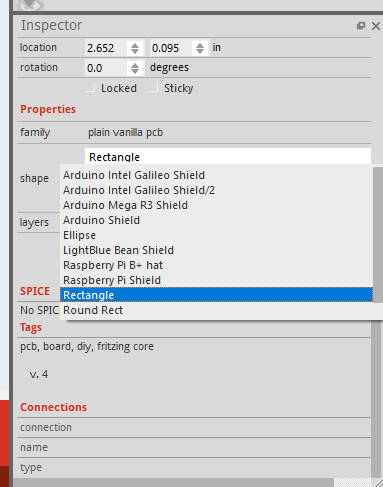 Inspector
location 2.652 0.095 in
rotation 0.0 degrees
Locked Sticky
Properties
family plain vanilla pcb
Rectangle
shape
Arduino Intel Galileo Shield
Arduino Intel Galileo Shield/2
Arduino Mega R3 Shield
Arduino Shield
layers
Ellipse
LightBlue Bean Shield
Raspberry Pi B+ hat
Raspberry Pi Shield
SPICE
Rectangle
No SPIC
Round Rect
Tags
pcb, board, diy, fritzing core
v. 4
Connections
connection
name
type